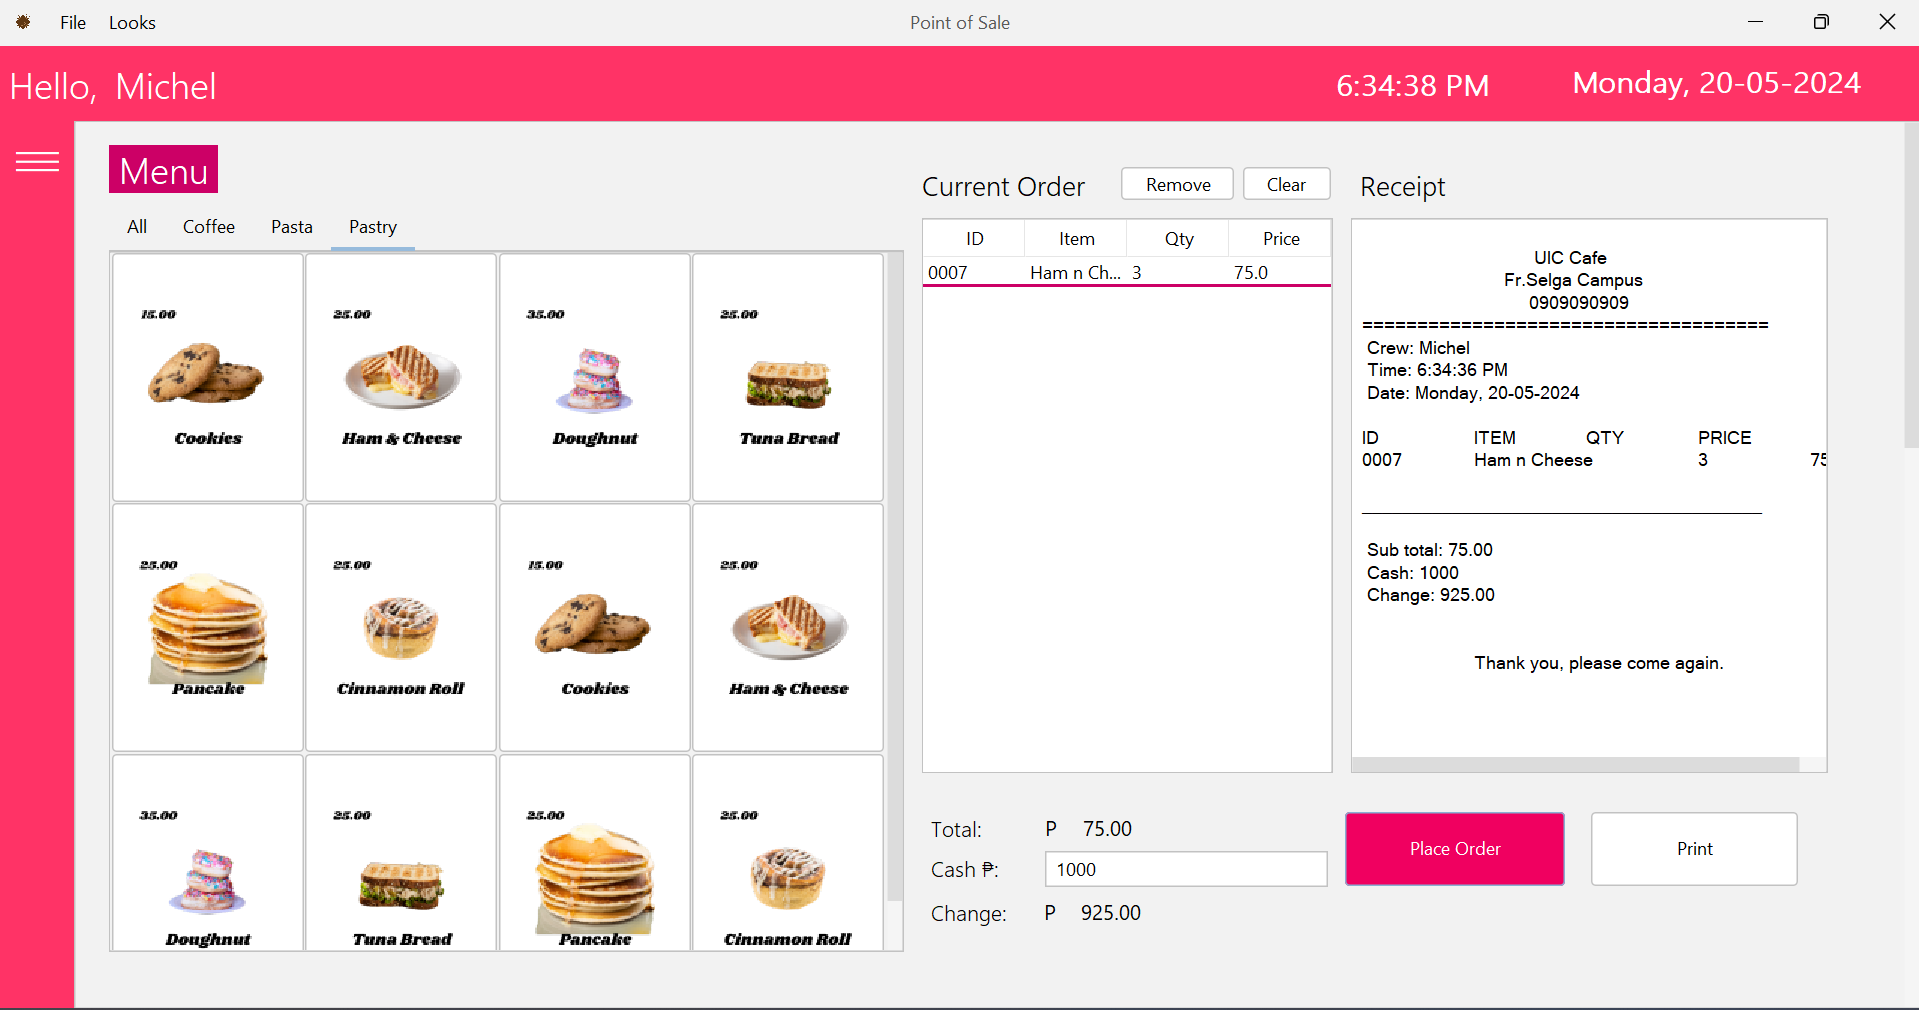 File Looks Point of Sale
Hello, Michel 6:34:38 PM Monday, 20-05-2024
Menu
All Coffee Pasta Pastry
15.00 25.00 35.00 25.00
Cookies Ham & Cheese Doughnut Tuna Bread
25.00 25.00 15.00 25.00
Pancake Cinnamon Roll Cookies Ham & Cheese
35.00 25.00 25.00 25.00
Doughnut Tuna Bread Pancake Cinnamon Roll
Current Order Remove Clear
ID Item Qty Price
0007 Ham n Ch... 3 75.0
Total: P 75.00
Cash ₱: 1000
Change: P 925.00
Receipt
UIC Cafe
Fr.Selga Campus
0909090909
=====================================
Crew: Michel
Time: 6:34:36 PM
Date: Monday, 20-05-2024
ID ITEM QTY PRICE
0007 Ham n Cheese 3 75
Sub total: 75.00
Cash: 1000
Change: 925.00
Thank you, please come again.
Place Order Print